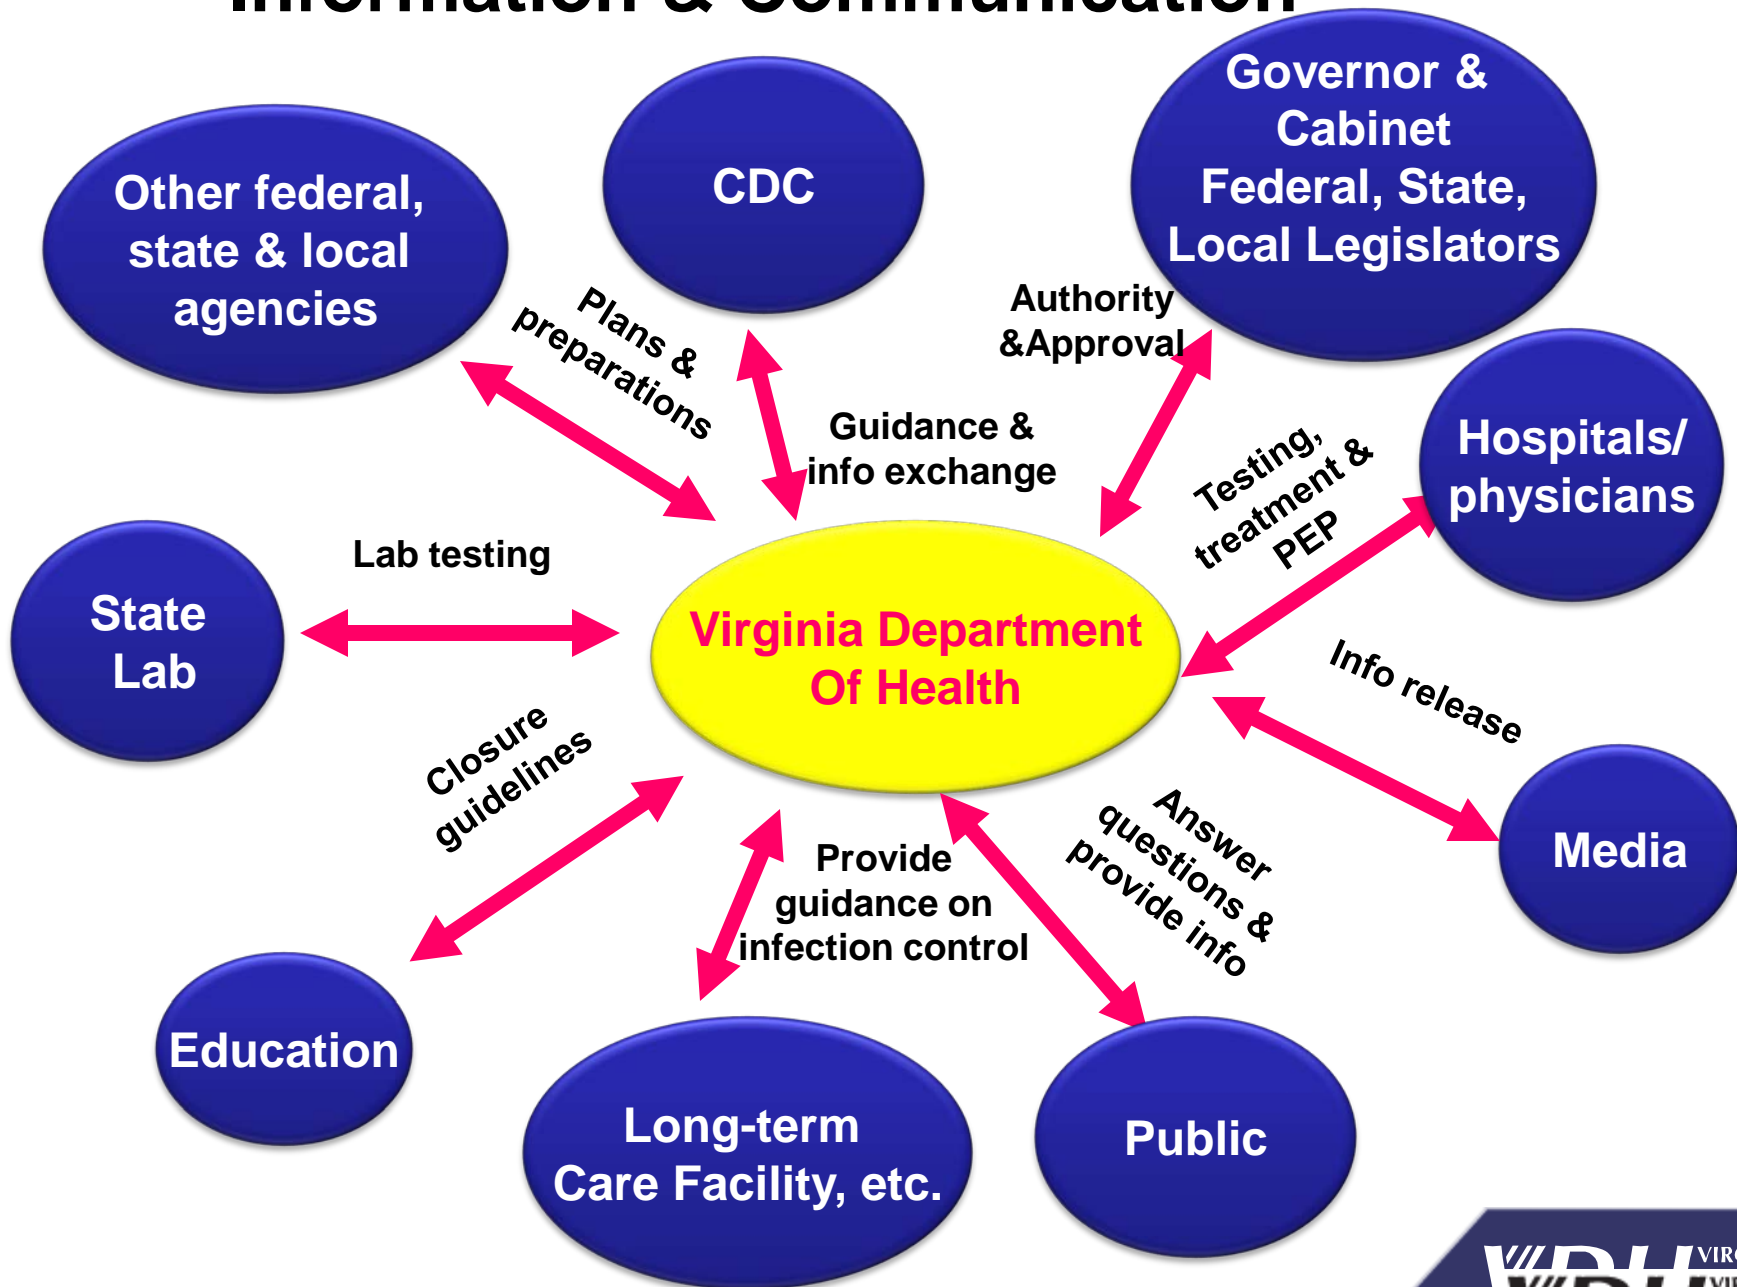 Information & Communication
Governor &
Cabinet
Federal, State,
Local Legislators
CDC
Other federal,
state & local
agencies
Plans &
preparations
Authority
&Approval
Guidance &
info exchange
Testing,
treatment &
PEP
Hospitals/
physicians
Lab testing
State
Lab
Virginia Department
Of Health
Info release
Closure
guidelines
Answer
questions &
provide info
Media
Provide
guidance on
infection control
Education
Long-term
Care Facility, etc.
Public